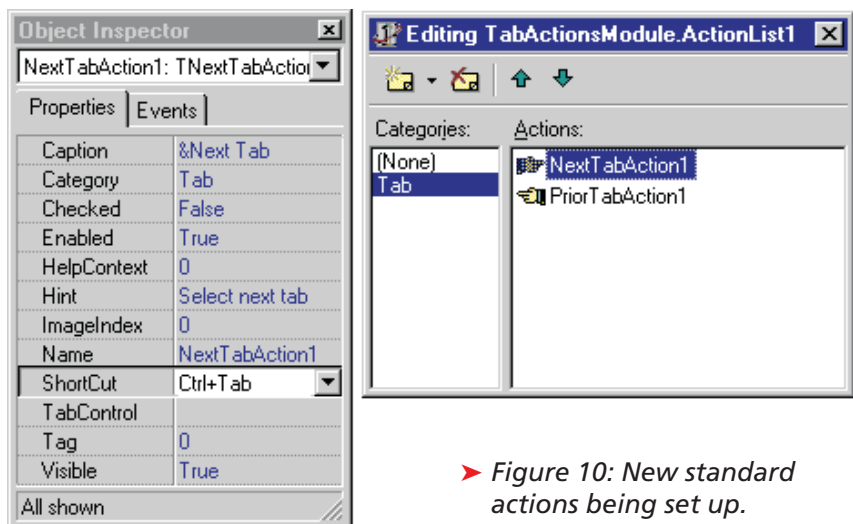 Object Inspector
NextTabAction1: TNextTabAction
Properties Events
Caption &Next Tab
Category Tab
Checked False
Enabled True
HelpContext 0
Hint Select next tab
ImageIndex 0
Name NextTabAction1
ShortCut Ctrl+Tab
TabControl
Tag 0
Visible True
All shown
Editing TabActionsModule.ActionList1
Categories: Actions:
(None) NextTabAction1
Tab PriorTabAction1
➤ Figure 10: New standard
actions being set up.